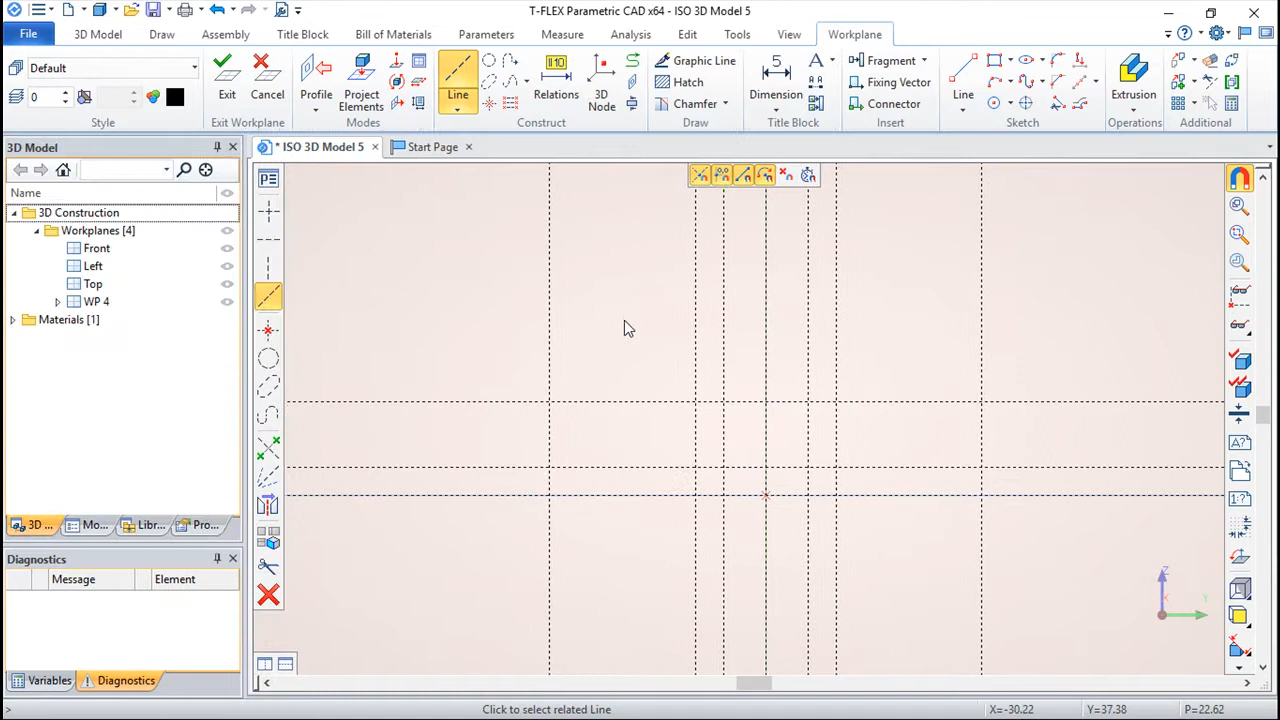 T-FLEX Parametric CAD x64 - ISO 3D Model 5
File 3D Model Draw Assembly Title Block Bill of Materials Parameters Measure Analysis Edit Tools View Workplane
Default
0
Style
Exit Cancel
Exit Workplane
Profile Project Elements
Modes
Line
Relations 3D Node
Construct
Graphic Line
Hatch
Chamfer
Draw
Dimension
Title Block
Fragment
Fixing Vector
Connector
Insert
Line
Sketch
Extrusion
Operations
Additional
3D Model
* ISO 3D Model 5
Start Page
Name
3D Construction
Workplanes [4]
Front
Left
Top
WP 4
Materials [1]
3D ... Mo... Libr... Pro...
Diagnostics
Message Element
Variables Diagnostics
Z
Y
> Click to select related Line X=-30.22 Y=37.38 P=22.62